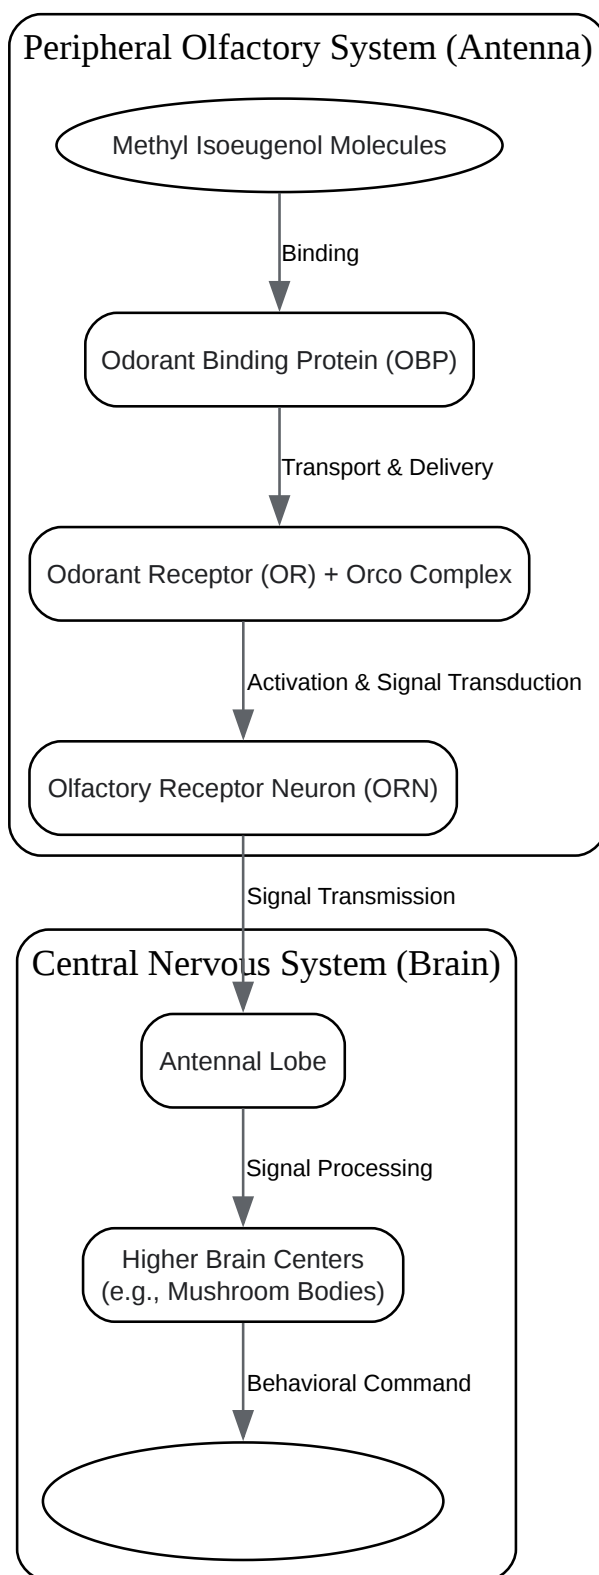 Peripheral Olfactory System (Antenna)
Methyl Isoeugenol Molecules
Binding
Odorant Binding Protein (OBP)
Transport & Delivery
Odorant Receptor (OR) + Orco Complex
Activation & Signal Transduction
Olfactory Receptor Neuron (ORN)
Signal Transmission
Central Nervous System (Brain)
Antennal Lobe
Signal Processing
Higher Brain Centers
(e.g., Mushroom Bodies)
Behavioral Command